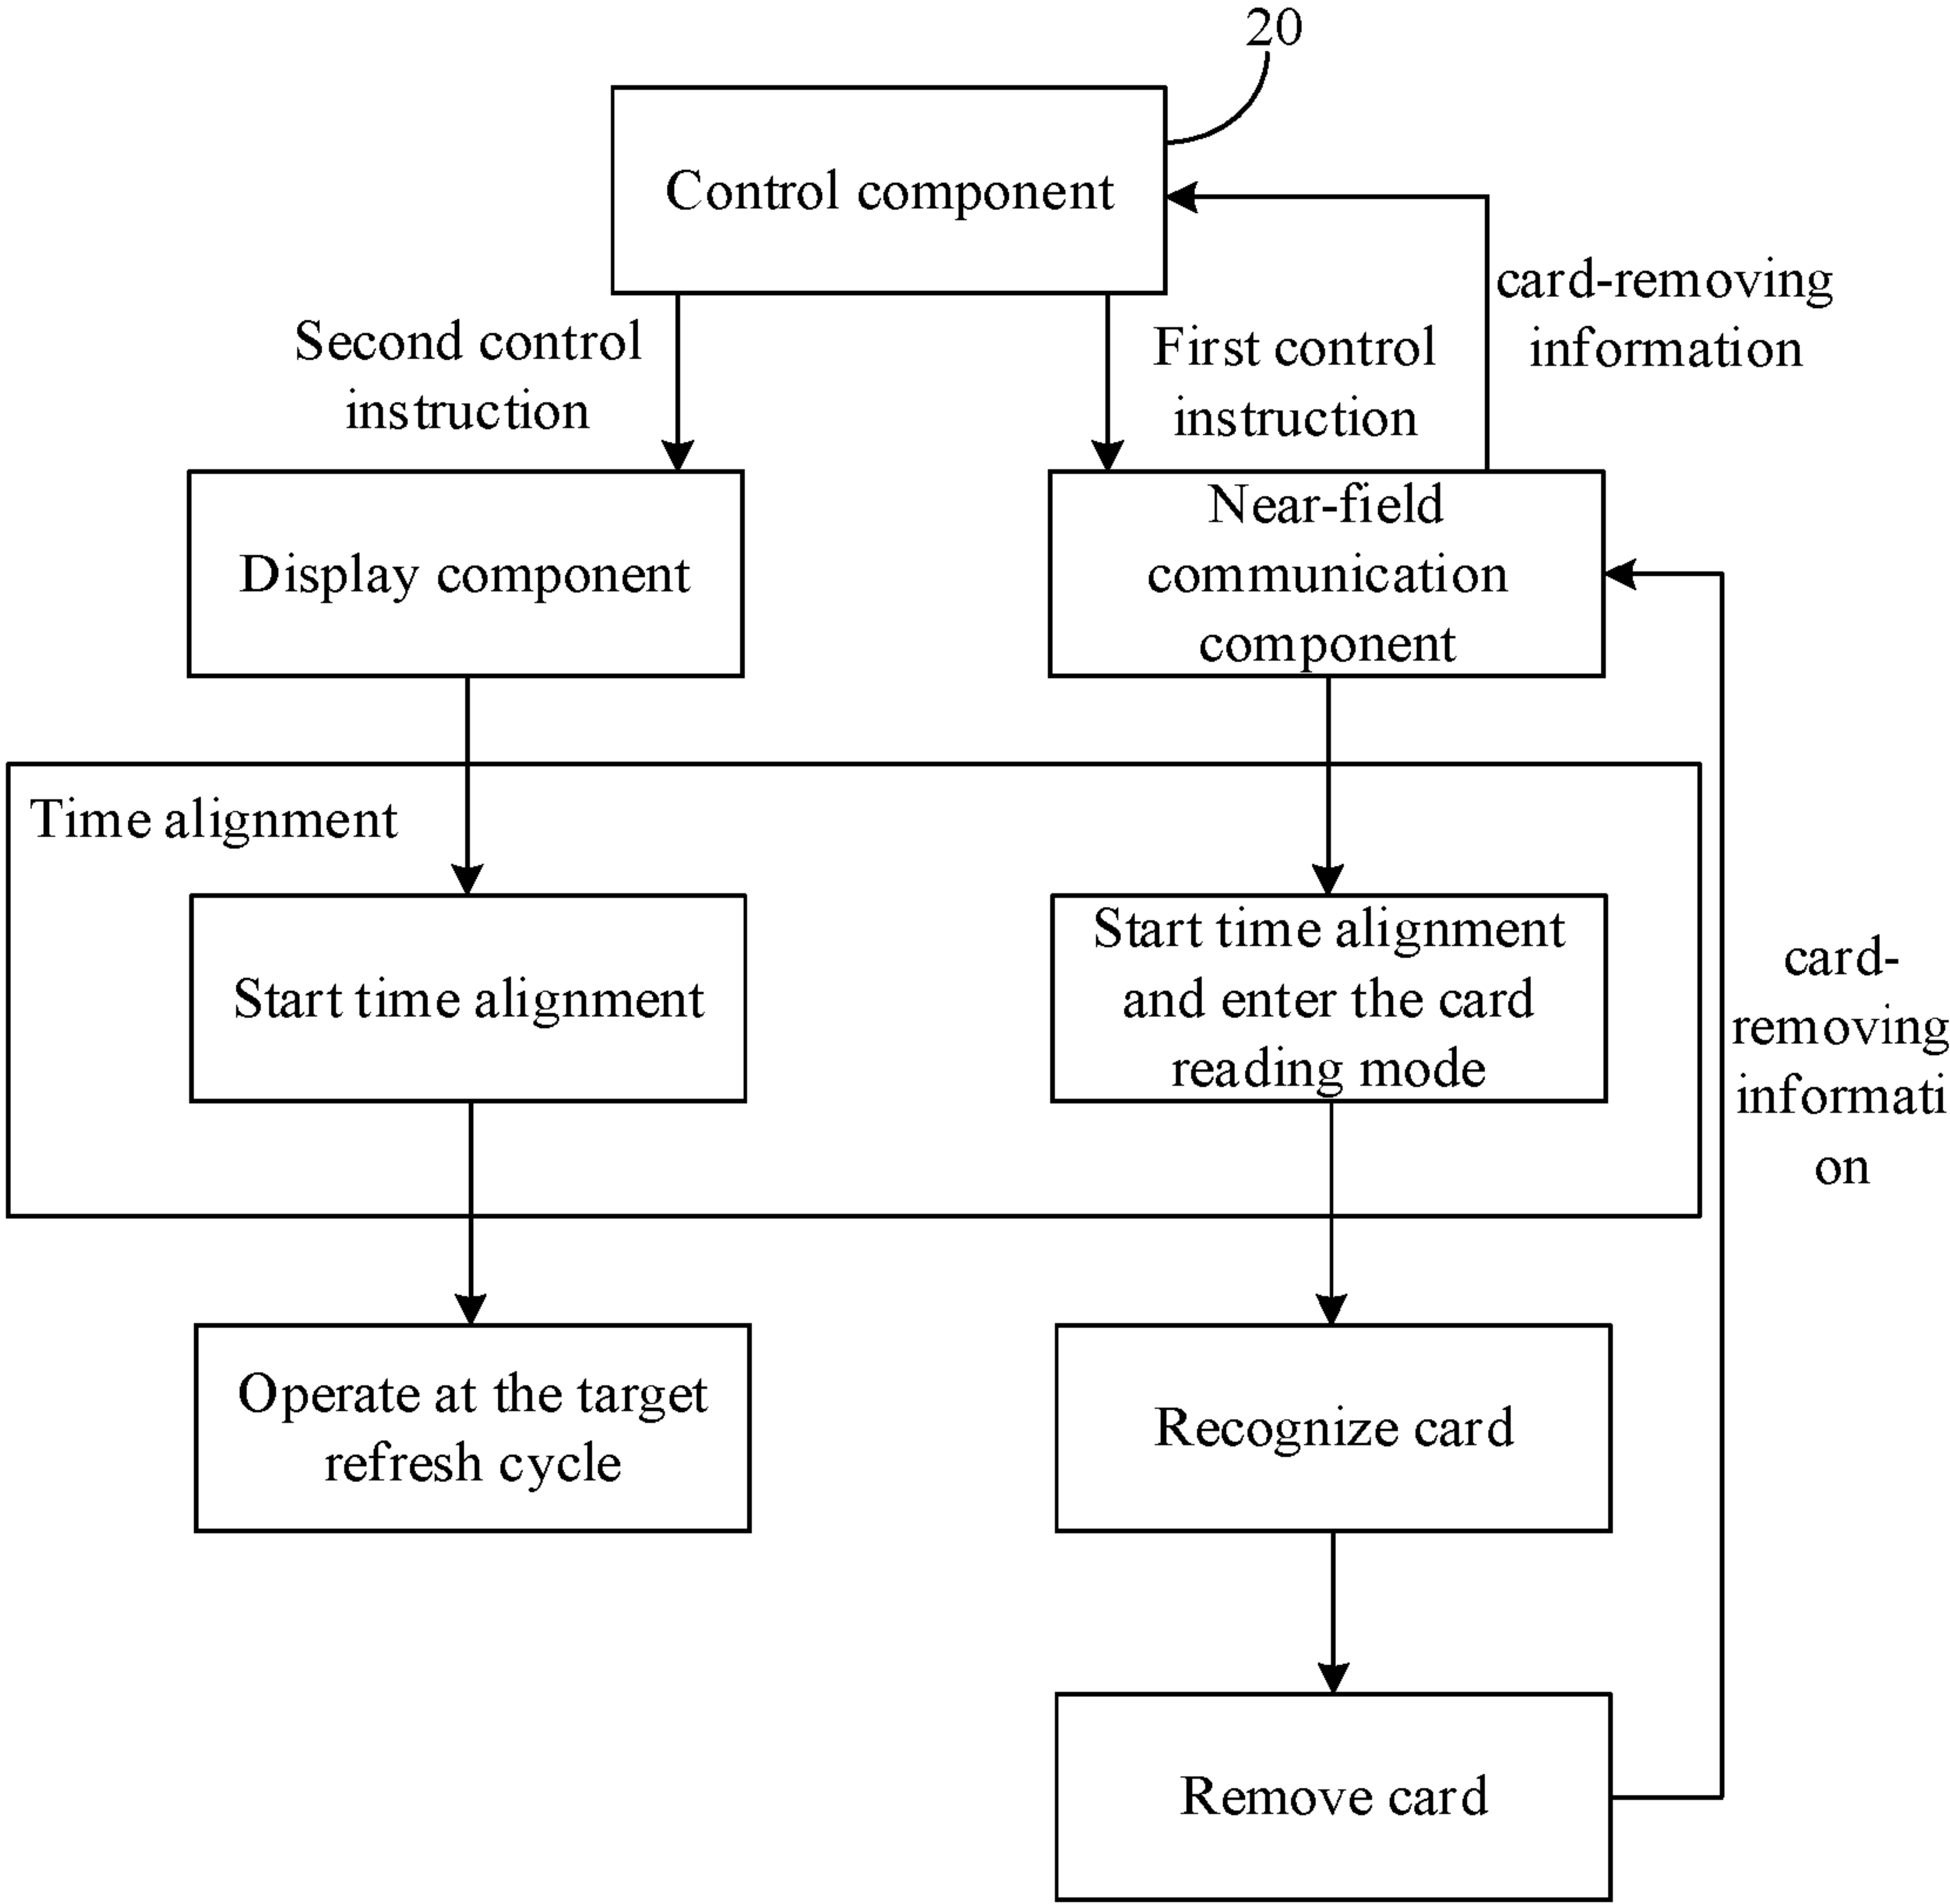 20
Control component
card-removing
information
Second control
instruction
First control
instruction
Display component
Near-field
communication
component
Time alignment
Start time alignment
Start time alignment
and enter the card
reading mode
card-
removing
informati
on
Operate at the target
refresh cycle
Recognize card
Remove card